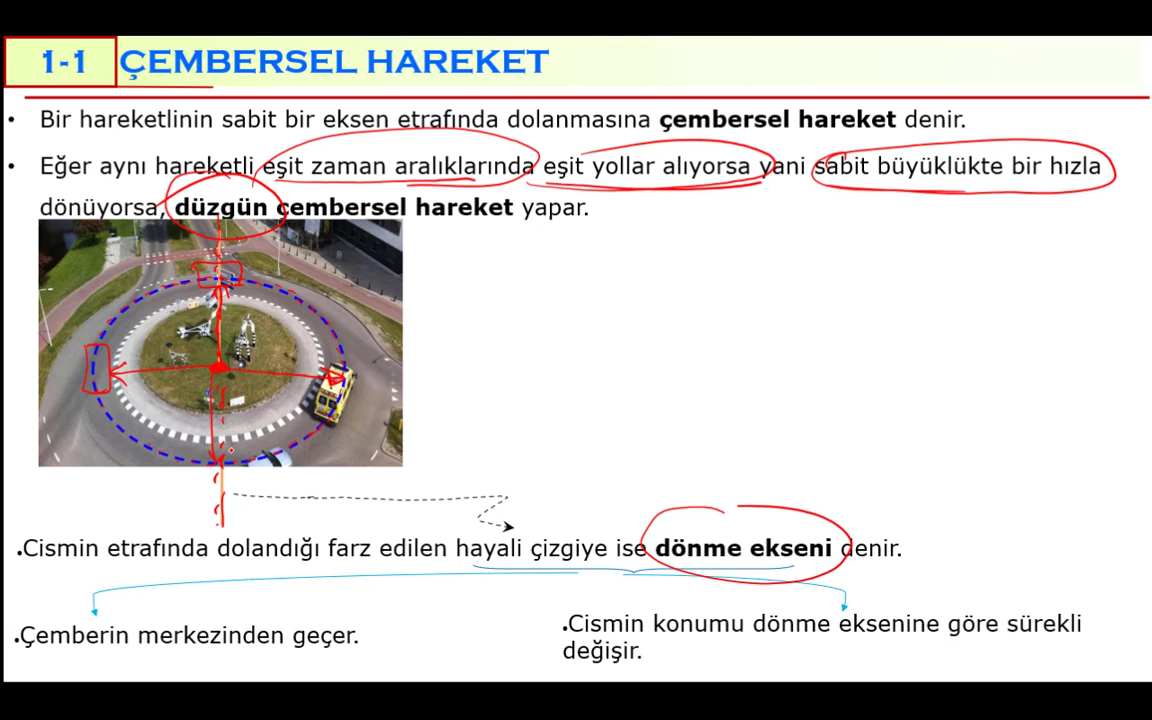 1-1 ÇEMBERSEL HAREKET
• Bir hareketlinin sabit bir eksen etrafında dolanmasına çembersel hareket denir.
• Eğer aynı hareketli eşit zaman aralıklarında eşit yollar alıyorsa yani sabit büyüklükte bir hızla
dönüyorsa, düzgün çembersel hareket yapar.
•Cismin etrafında dolandığı farz edilen hayali çizgiye ise dönme ekseni denir.
•Çemberin merkezinden geçer.
•Cismin konumu dönme eksenine göre sürekli
değişir.